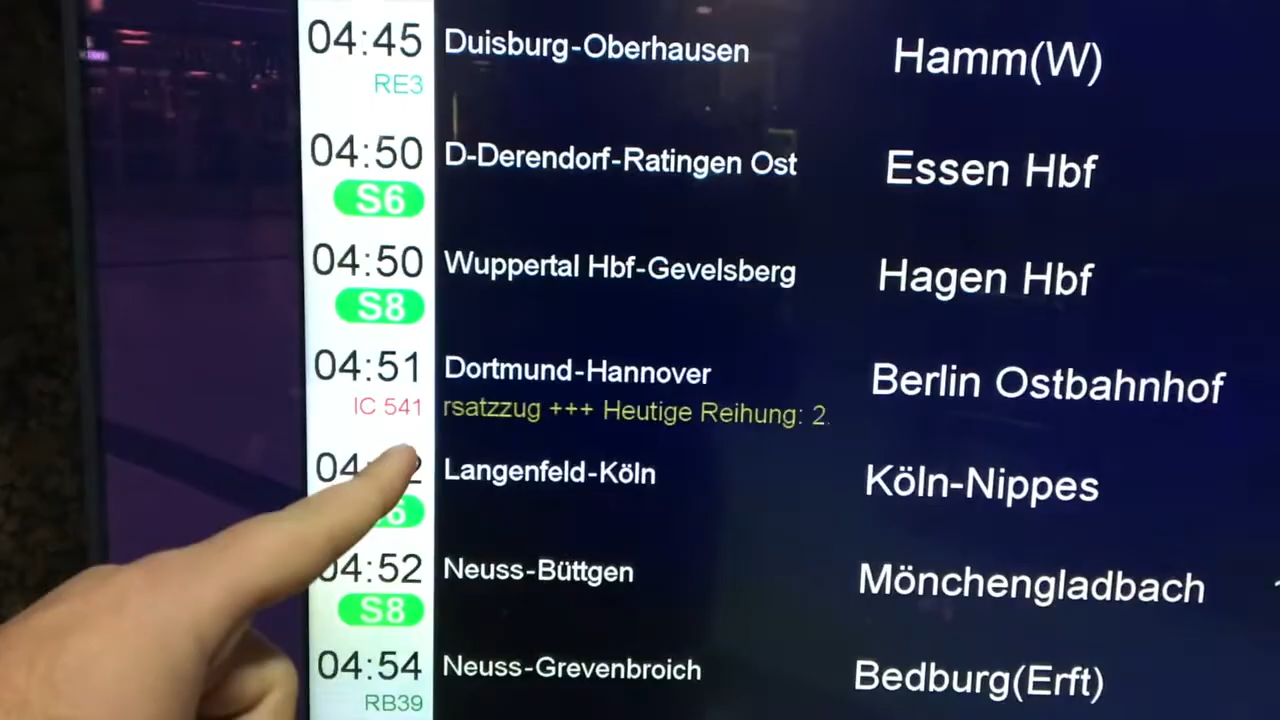 04:45 Duisburg-Oberhausen Hamm(W)
RE3
04:50 D-Derendorf-Ratingen Ost Essen Hbf
S6
04:50 Wuppertal Hbf-Gevelsberg Hagen Hbf
S8
04:51 Dortmund-Hannover Berlin Ostbahnhof
IC 541 rsatzzug +++ Heutige Reihung: 2
Langenfeld-Köln Köln-Nippes
04:52 Neuss-Büttgen Mönchengladbach
S8
04:54 Neuss-Grevenbroich Bedburg(Erft)
RB39